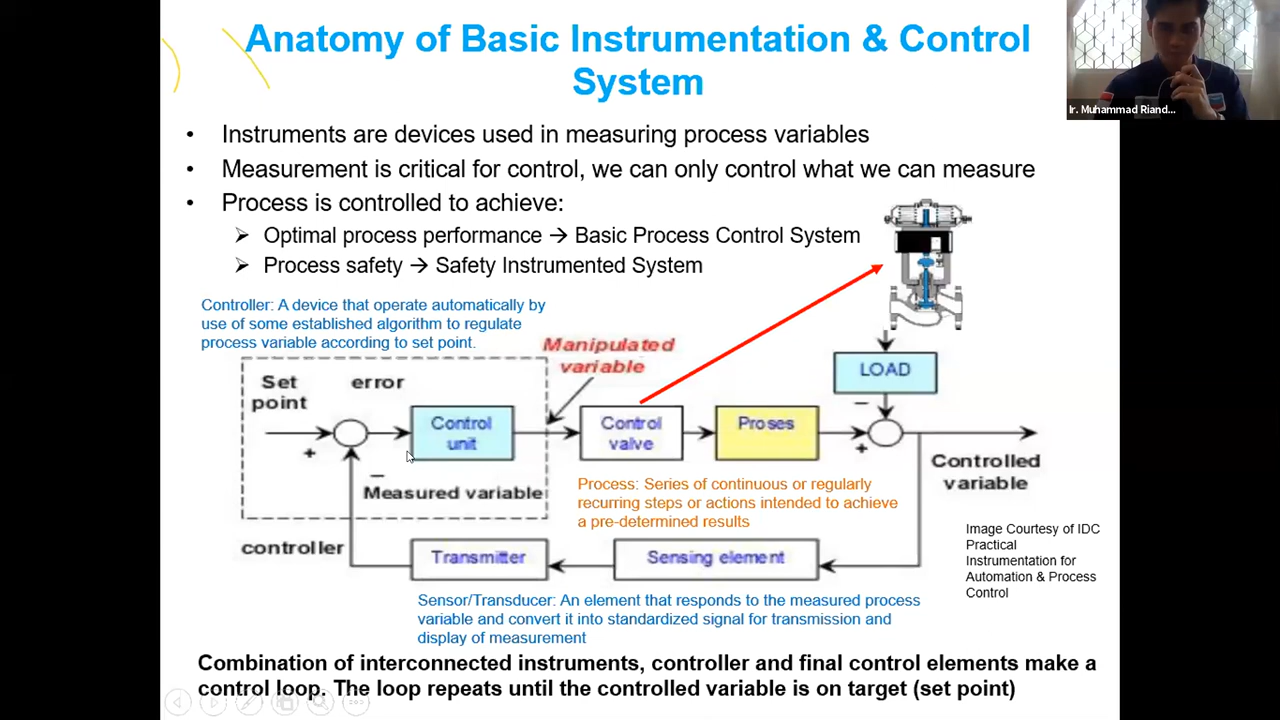 Anatomy of Basic Instrumentation & Control
System
Ir. Muhammad Riand...
• Instruments are devices used in measuring process variables
• Measurement is critical for control, we can only control what we can measure
• Process is controlled to achieve:
➢ Optimal process performance → Basic Process Control System
➢ Process safety → Safety Instrumented System
Controller: A device that operate automatically by
use of some established algorithm to regulate
process variable according to set point.
Manipulated
variable
LOAD
Set
point
error
Control
unit
Control
valve
Proses
+
−
−
+
Measured variable
Controlled
variable
Process: Series of continuous or regularly
recurring steps or actions intended to achieve
a pre-determined results
controller
Transmitter
Sensing element
Image Courtesy of IDC
Practical
Instrumentation for
Automation & Process
Control
Sensor/Transducer: An element that responds to the measured process
variable and convert it into standardized signal for transmission and
display of measurement
Combination of interconnected instruments, controller and final control elements make a
control loop. The loop repeats until the controlled variable is on target (set point)